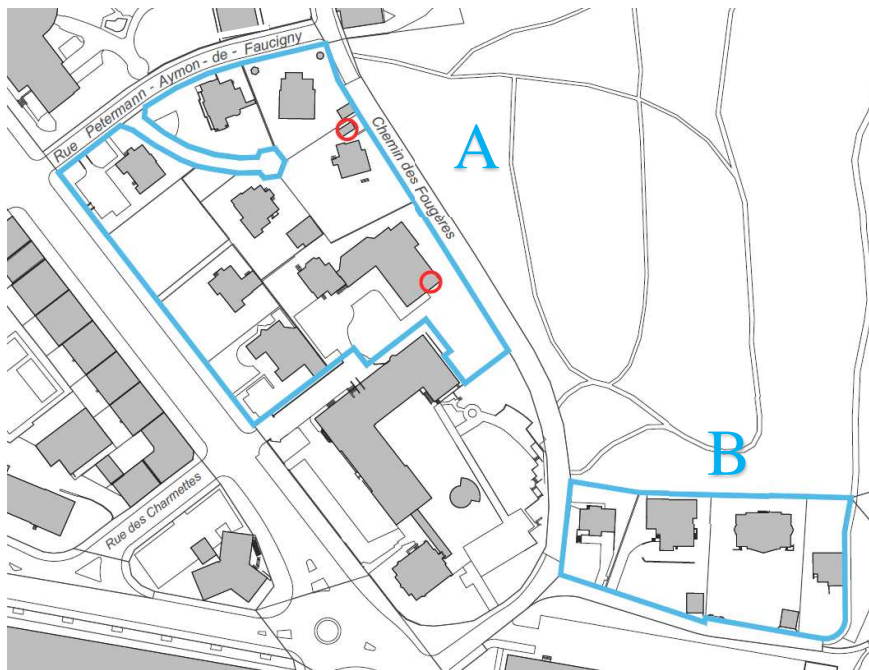 Rue Petermann - Aymon - de - Faucigny
A
Chemin des Fougères
B
Rue des Charmettes